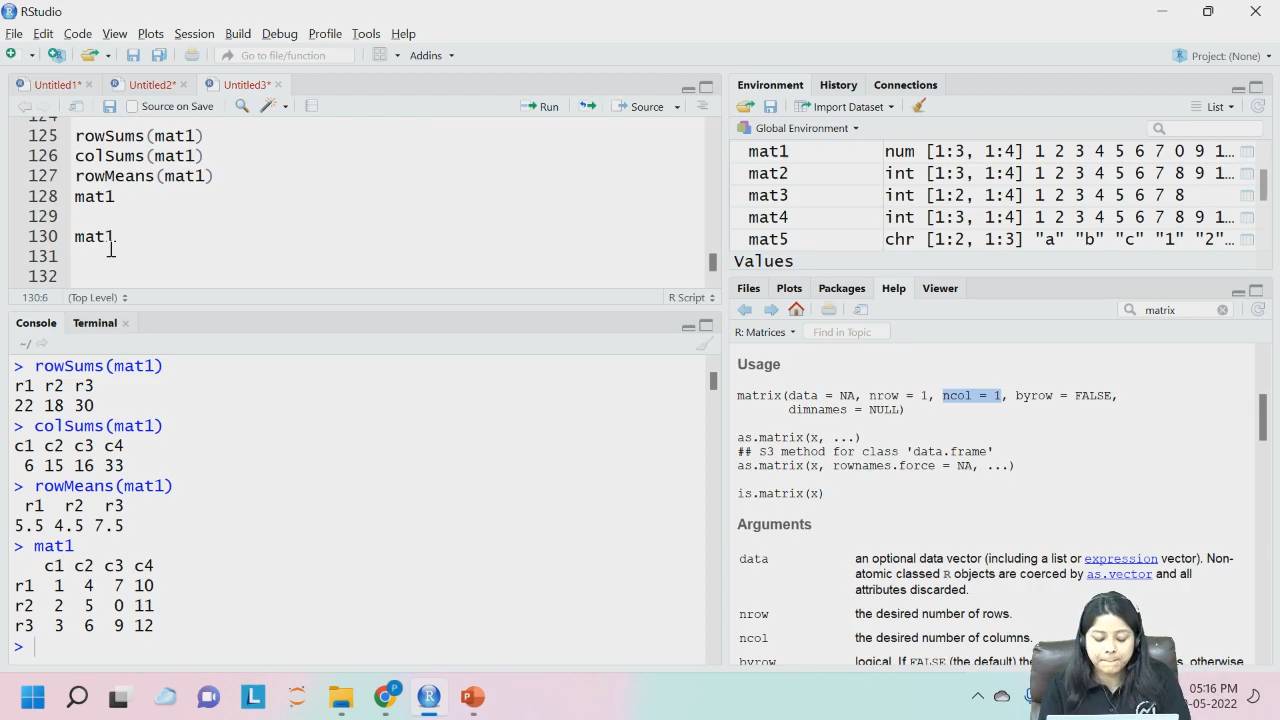 RStudio
File Edit Code View Plots Session Build Debug Profile Tools Help
Go to file/function Addins Project: (None)
Untitled1* Untitled2* Untitled3*
Source on Save Run Source
124
125 rowSums(mat1)
126 colSums(mat1)
127 rowMeans(mat1)
128 mat1
129
130 mat1
131
132
130:6 (Top Level) R Script
Console Terminal
~/
> rowSums(mat1)
r1 r2 r3
22 18 30
> colSums(mat1)
c1 c2 c3 c4
6 15 16 33
> rowMeans(mat1)
r1 r2 r3
5.5 4.5 7.5
> mat1
c1 c2 c3 c4
r1 1 4 7 10
r2 2 5 0 11
r3 3 6 9 12
>
Environment History Connections
Import Dataset List
Global Environment
mat1 num [1:3, 1:4] 1 2 3 4 5 6 7 0 9 1...
mat2 int [1:3, 1:4] 1 2 3 4 5 6 7 8 9 1...
mat3 int [1:2, 1:4] 1 2 3 4 5 6 7 8
mat4 int [1:3, 1:4] 1 2 3 4 5 6 7 8 9 1...
mat5 chr [1:2, 1:3] "a" "b" "c" "1" "2"...
Values
Files Plots Packages Help Viewer
matrix
R: Matrices Find in Topic
Usage
matrix(data = NA, nrow = 1, ncol = 1, byrow = FALSE,
dimnames = NULL)
as.matrix(x, ...)
## S3 method for class 'data.frame'
as.matrix(x, rownames.force = NA, ...)
is.matrix(x)
Arguments
data an optional data vector (including a list or expression vector). Non-
atomic classed R objects are coerced by as.vector and all
attributes discarded.
nrow the desired number of rows.
ncol the desired number of columns.
byrow logical. If FALSE (the default) the otherwise
05:16 PM
-05-2022